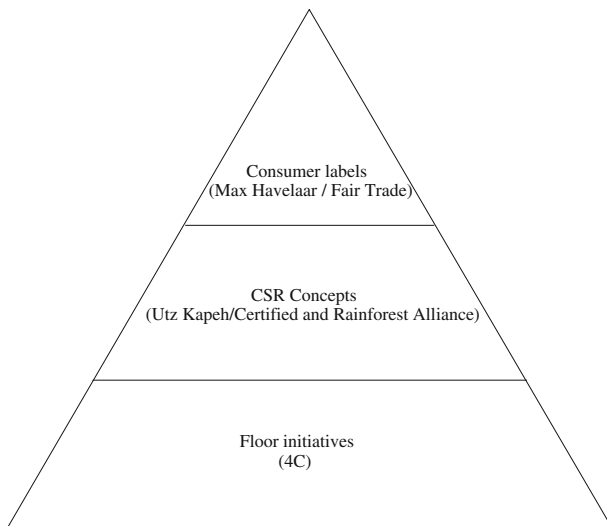 Consumer labels
(Max Havelaar / Fair Trade)
CSR Concepts
(Utz Kapeh/Certified and Rainforest Alliance)
Floor initiatives
(4C)